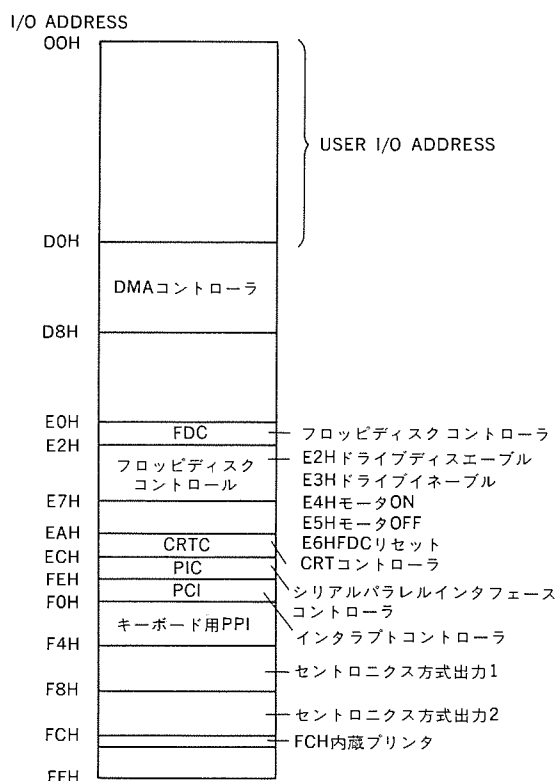 I/O ADDRESS
00H
USER I/O ADDRESS
D0H
DMAコントローラ
D8H
E0H
FDC
フロッピディスクコントローラ
E2H
フロッピディスク
コントロール
E2Hドライブディスエーブル
E3Hドライブイネーブル
E4HモータON
E5HモータOFF
E6HFDCリセット
E7H
EAH
CRTC
CRTコントローラ
ECH
PIC
シリアルパラレルインタフェース
コントローラ
FEH
PCI
インタラプトコントローラ
F0H
キーボード用PPI
F4H
セントロニクス方式出力1
F8H
セントロニクス方式出力2
FCH
FCH内蔵プリンタ
FFH